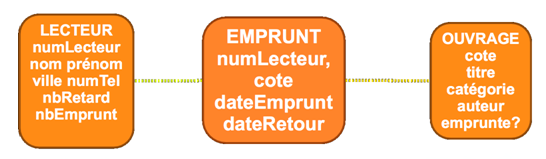 LECTEUR
numLecteur
nom prénom
ville numTel
nbRetard
nbEmprunt
EMPRUNT
numLecteur,
cote
dateEmprunt
dateRetour
OUVRAGE
cote
titre
catégorie
auteur
emprunte?